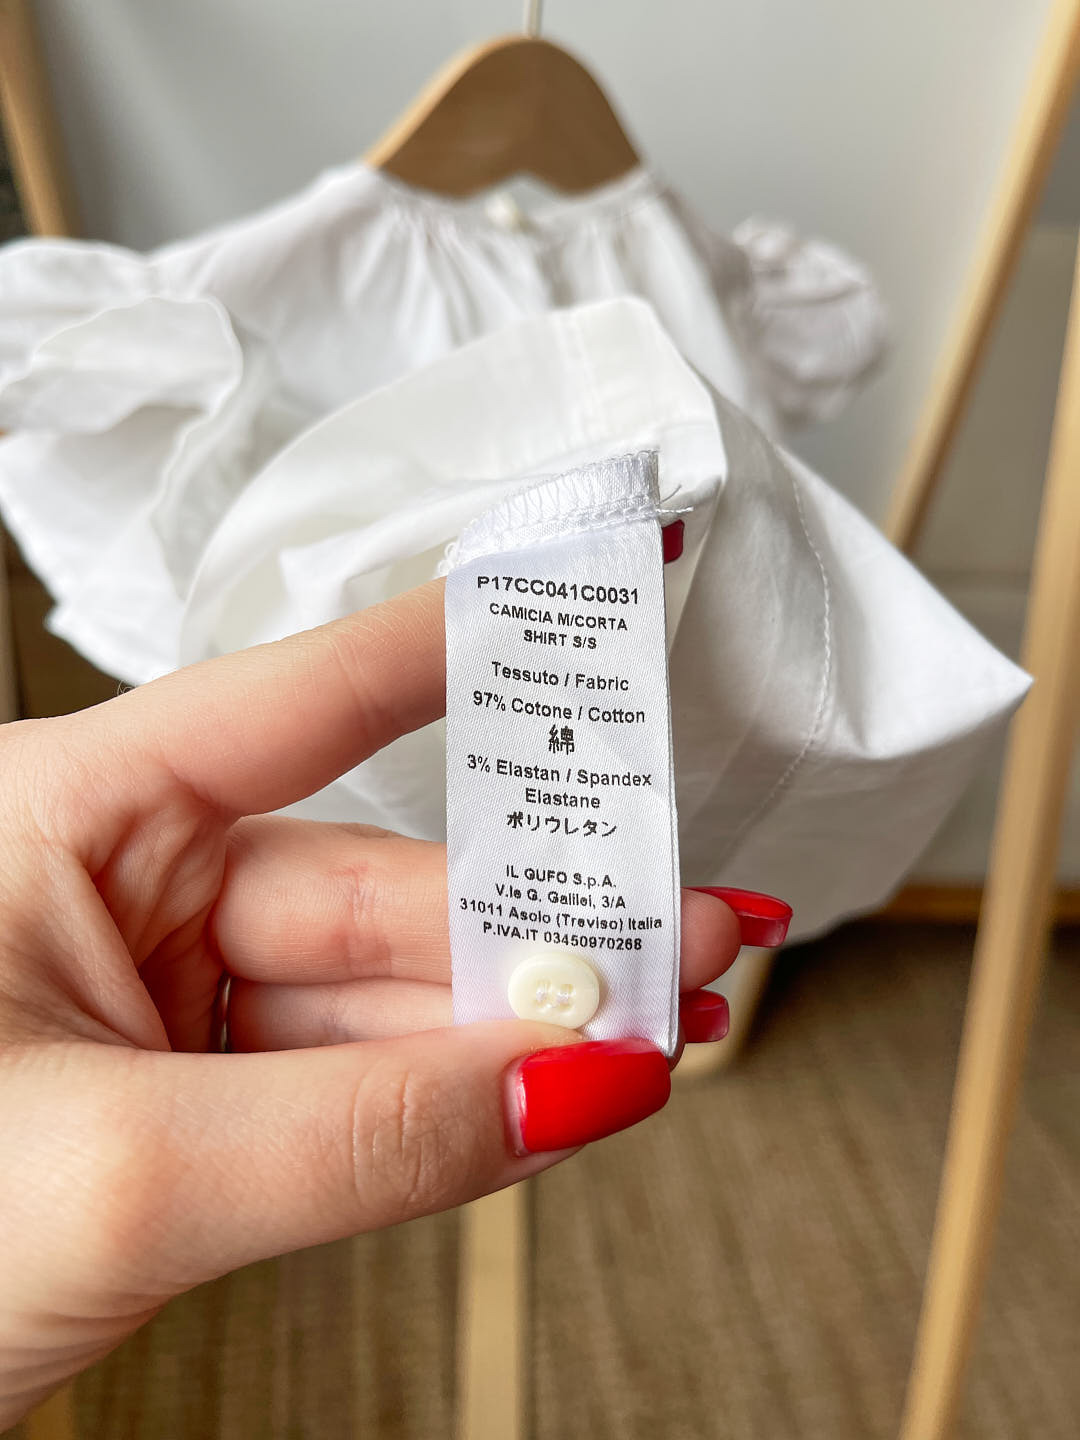 P17CC041C0031
CAMICIA M/CORTA
SHIRT S/S
Tessuto / Fabric
97% Cotone / Cotton
綿
3% Elastan / Spandex
Elastane
ポリウレタン
IL GUFO S.p.A.
V.le G. Galilei, 3/A
31011 Asolo (Treviso) Italia
P.IVA.IT 03450970268